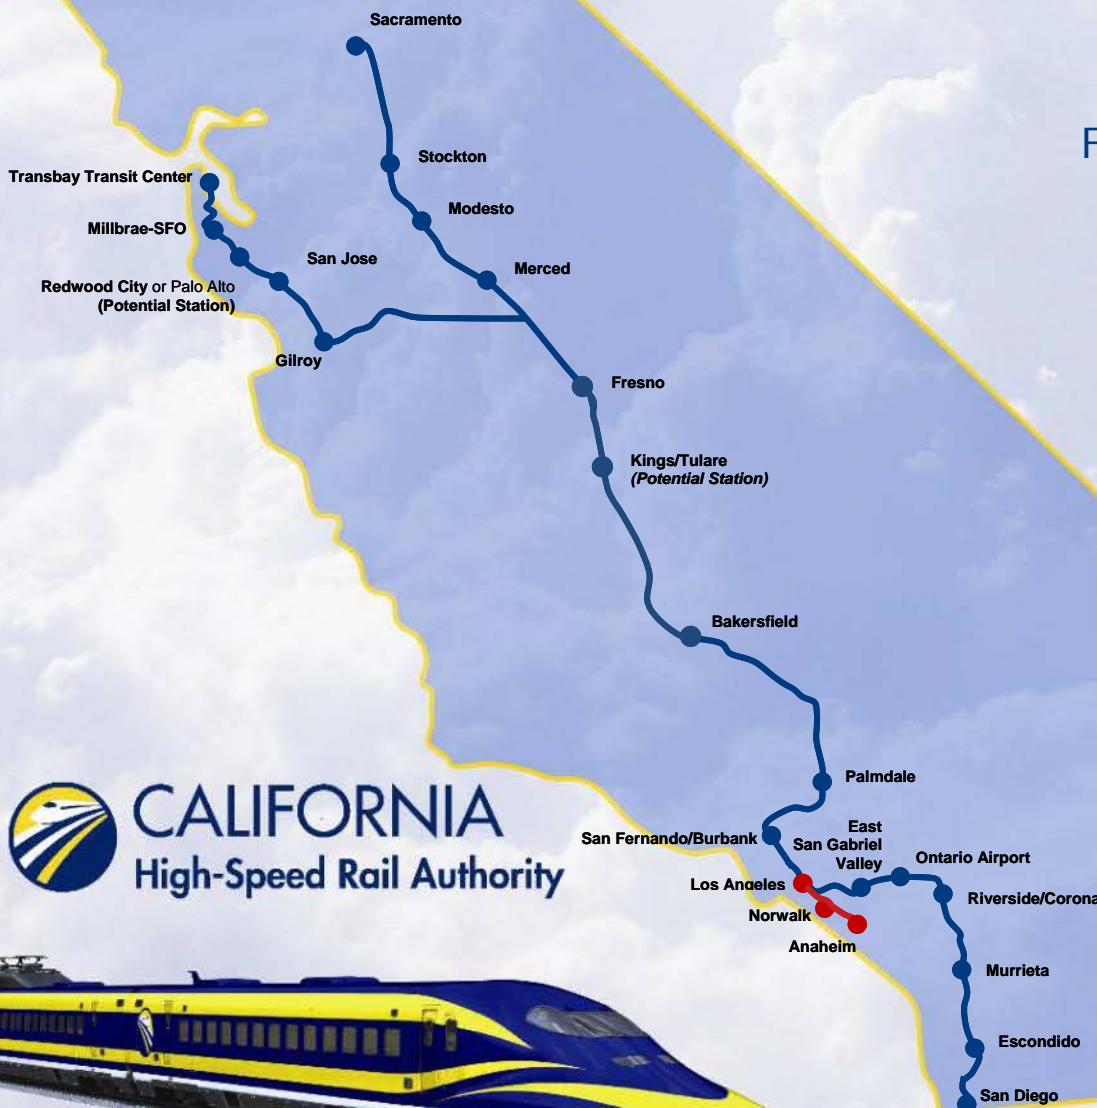 Sacramento
Stockton
Transbay Transit Center
Modesto
Millbrae-SFO
San Jose
Merced
Redwood City or Palo Alto
(Potential Station)
Gilroy
Fresno
Kings/Tulare
(Potential Station)
Bakersfield
Palmdale
San Fernando/Burbank
East
San Gabriel
Valley
Ontario Airport
Los Angeles
Riverside/Corona
Norwalk
Anaheim
Murrieta
Escondido
San Diego
CALIFORNIA
High-Speed Rail Authority